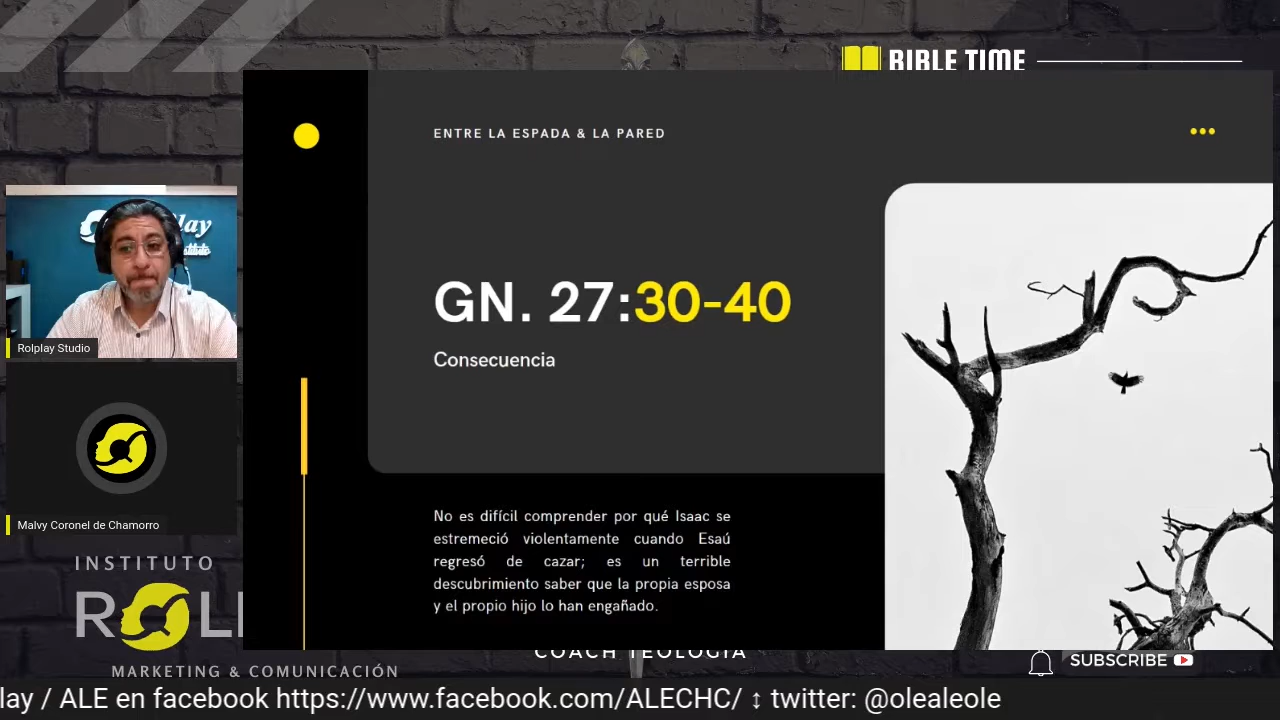 BIBLE TIME
ENTRE LA ESPADA & LA PARED
GN. 27:30-40
Consecuencia
No es difícil comprender por qué Isaac se
estremeció violentamente cuando Esaú
regresó de cazar; es un terrible
descubrimiento saber que la propia esposa
y el propio hijo lo han engañado.
Rolplay Studio
Malvy Coronel de Chamorro
INSTITUTO
ROL
MARKETING & COMUNICACIÓN
COACH TEOLOGÍA
SUBSCRIBE
lay / ALE en facebook https://www.facebook.com/ALECHC/ ↕ twitter: @olealeole